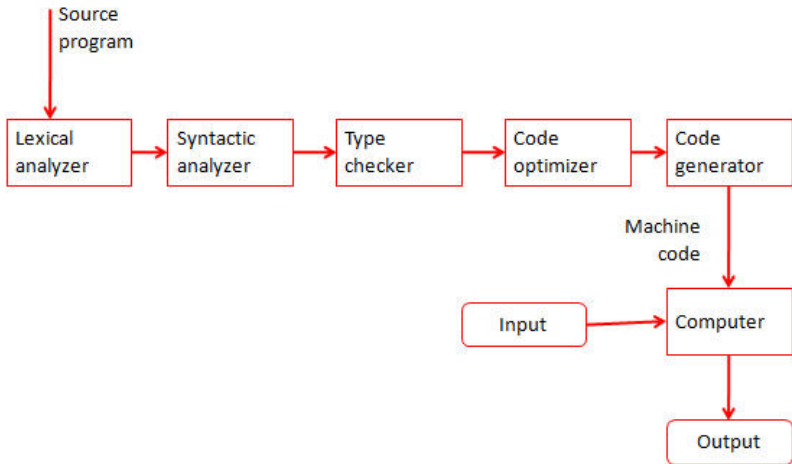 Source
program
Lexical
analyzer
Syntactic
analyzer
Type
checker
Code
optimizer
Code
generator
Machine
code
Input
Computer
Output